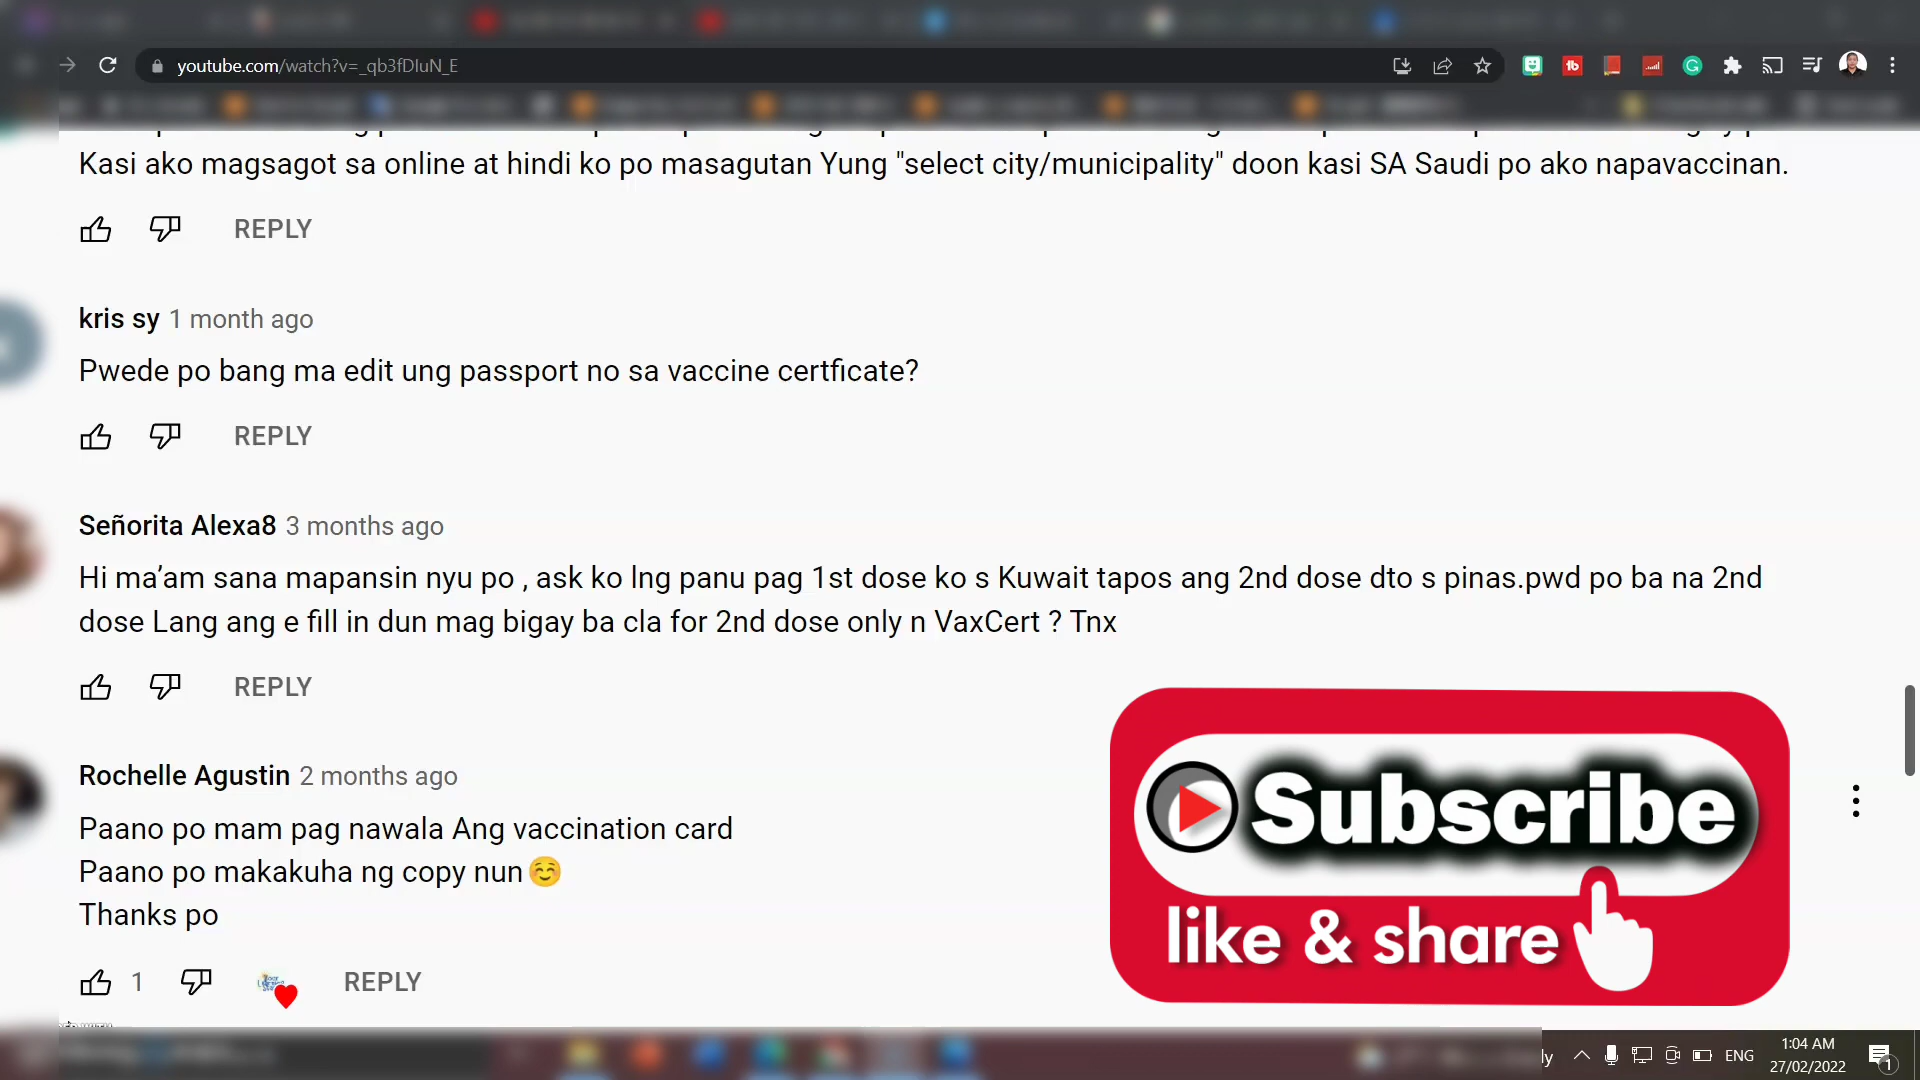 youtube.com/watch?v=_qb3fDIuN_E
Kasi ako magsagot sa online at hindi ko po masagutan Yung "select city/municipality" doon kasi SA Saudi po ako napavaccinan.
REPLY
kris sy 1 month ago
Pwede po bang ma edit ung passport no sa vaccine certficate?
REPLY
Señorita Alexa8 3 months ago
Hi ma’am sana mapansin nyu po , ask ko lng panu pag 1st dose ko s Kuwait tapos ang 2nd dose dto s pinas.pwd po ba na 2nd
dose Lang ang e fill in dun mag bigay ba cla for 2nd dose only n VaxCert ? Tnx
REPLY
Rochelle Agustin 2 months ago
Paano po mam pag nawala Ang vaccination card
Paano po makakuha ng copy nun☺️
Thanks po
1 REPLY
Subscribe
like & share
ENG
1:04 AM
27/02/2022
1